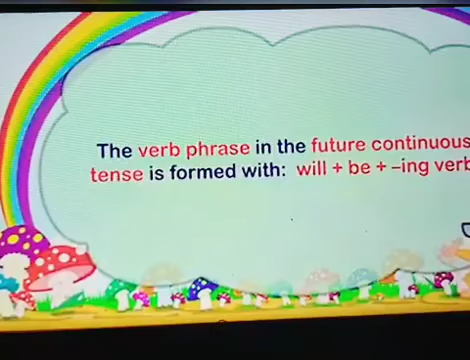 The verb phrase in the future continuous
tense is formed with: will + be + –ing verb